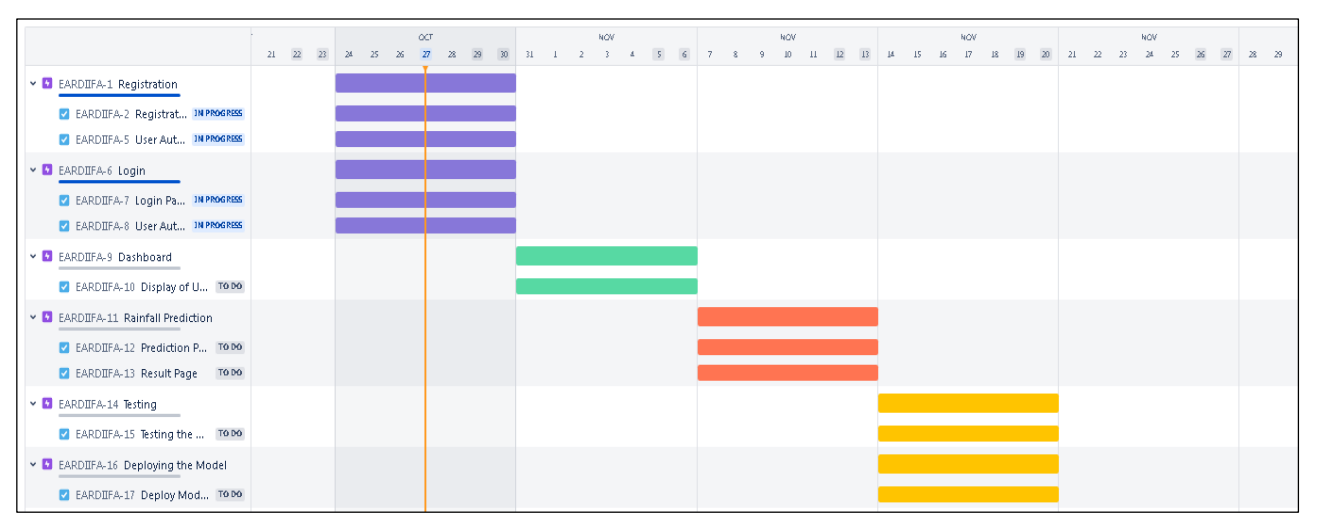 OCT NOV NOV NOV NOV
21 22 23 24 25 26 27 28 29 30 31 1 2 3 4 5 6 7 8 9 10 11 12 13 14 15 16 17 18 19 20 21 22 23 24 25 26 27 28 29
EARDIIFA-1 Registration
EARDIIFA-2 Registrat... IN PROGRESS
EARDIIFA-5 User Aut... IN PROGRESS
EARDIIFA-6 Login
EARDIIFA-7 Login Pa... IN PROGRESS
EARDIIFA-8 User Aut... IN PROGRESS
EARDIIFA-9 Dashboard
EARDIIFA-10 Display of U... TO DO
EARDIIFA-11 Rainfall Prediction
EARDIIFA-12 Prediction P... TO DO
EARDIIFA-13 Result Page TO DO
EARDIIFA-14 Testing
EARDIIFA-15 Testing the ... TO DO
EARDIIFA-16 Deploying the Model
EARDIIFA-17 Deploy Mod... TO DO